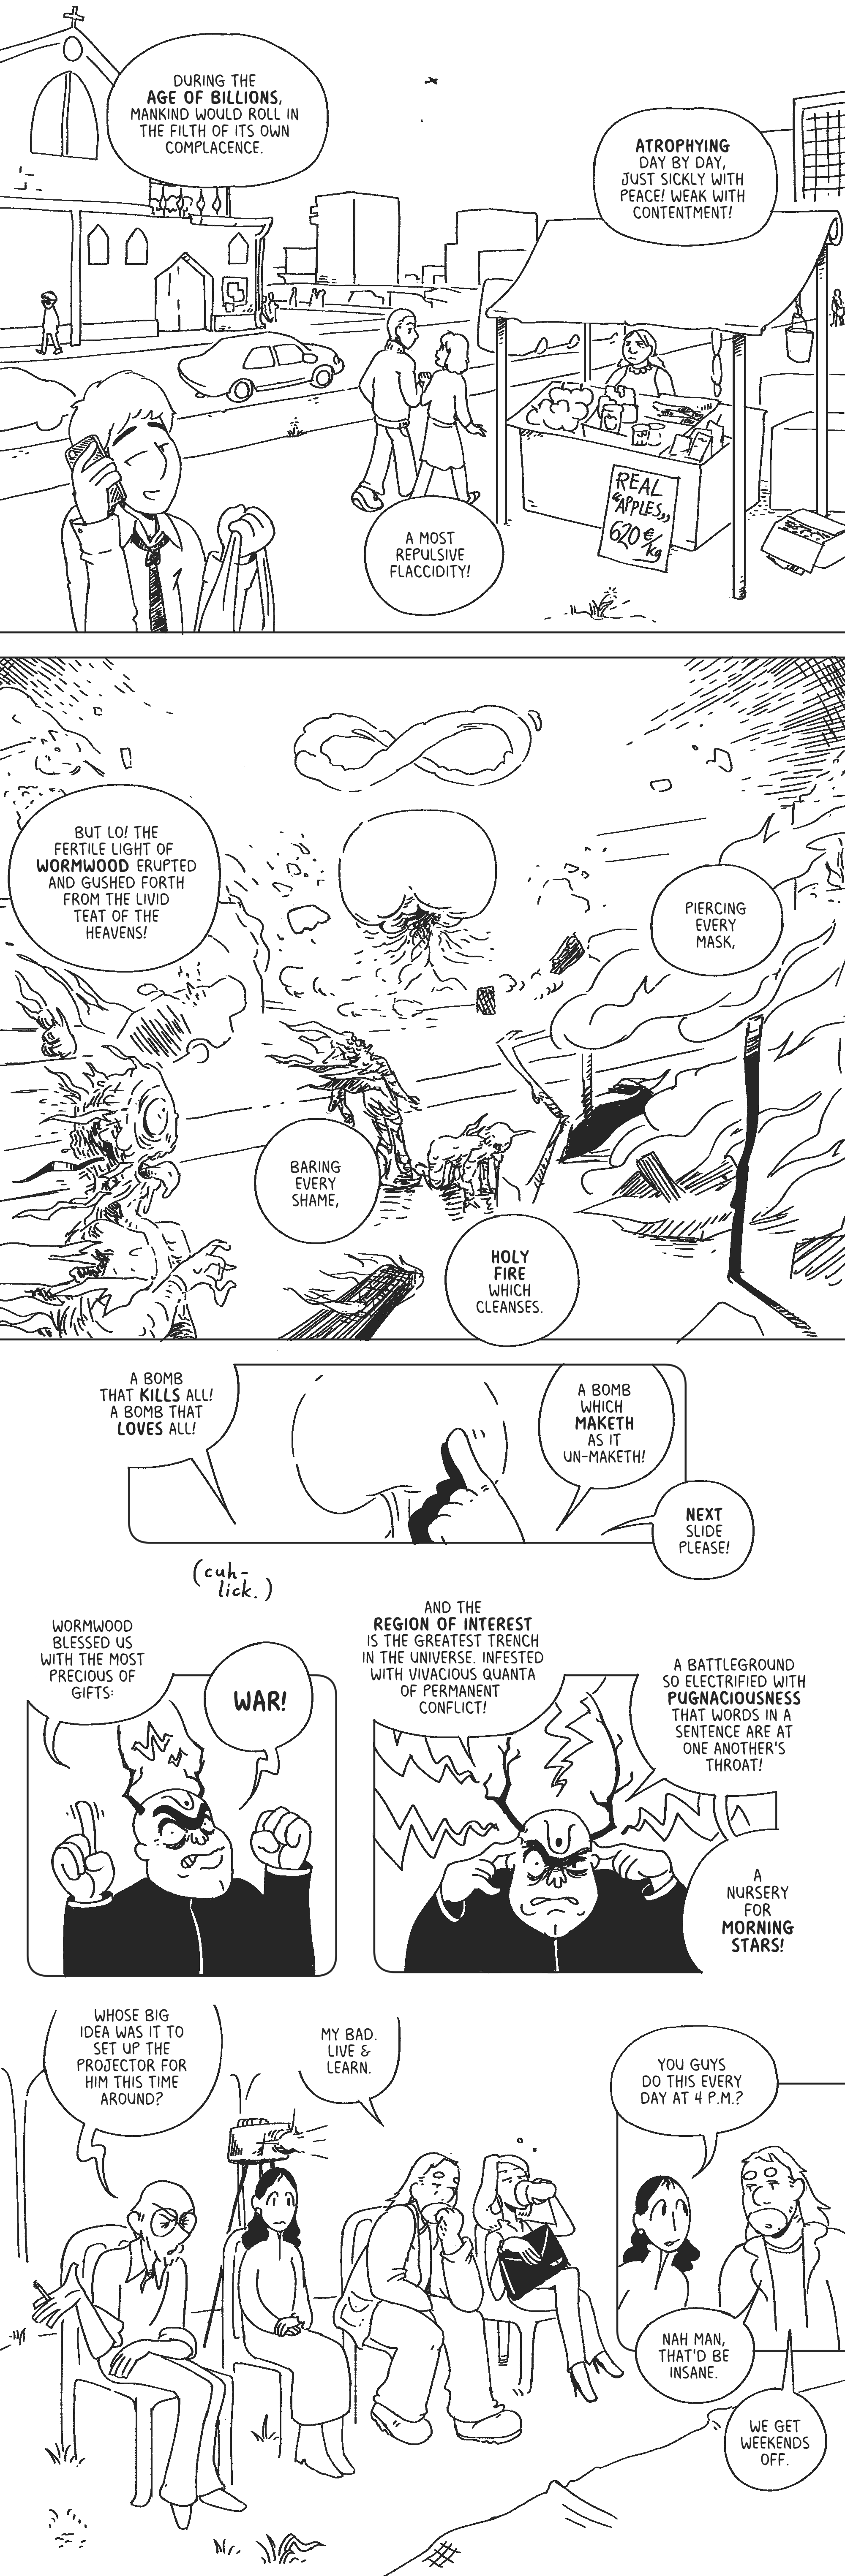 DURING THE
AGE OF BILLIONS,
MANKIND WOULD ROLL IN
THE FILTH OF ITS OWN
COMPLACENCE.
ATROPHYING
DAY BY DAY,
JUST SICKLY WITH
PEACE! WEAK WITH
CONTENTMENT!
REAL
"APPLES„
620€/kg
A MOST
REPULSIVE
FLACCIDITY!
BUT LO! THE
FERTILE LIGHT OF
WORMWOOD ERUPTED
AND GUSHED FORTH
FROM THE LIVID
TEAT OF THE
HEAVENS!
PIERCING
EVERY
MASK,
BARING
EVERY
SHAME,
HOLY
FIRE
WHICH
CLEANSES.
A BOMB
THAT KILLS ALL!
A BOMB THAT
LOVES ALL!
A BOMB
WHICH
MAKETH
AS IT
UN-MAKETH!
NEXT
SLIDE
PLEASE!
(cuh-
lick.)
WORMWOOD
BLESSED US
WITH THE MOST
PRECIOUS OF
GIFTS:
WAR!
AND THE
REGION OF INTEREST
IS THE GREATEST TRENCH
IN THE UNIVERSE. INFESTED
WITH VIVACIOUS QUANTA
OF PERMANENT
CONFLICT!
A BATTLEGROUND
SO ELECTRIFIED WITH
PUGNACIOUSNESS
THAT WORDS IN A
SENTENCE ARE AT
ONE ANOTHER'S
THROAT!
A
NURSERY
FOR
MORNING
STARS!
WHOSE BIG
IDEA WAS IT TO
SET UP THE
PROJECTOR FOR
HIM THIS TIME
AROUND?
MY BAD.
LIVE &
LEARN.
YOU GUYS
DO THIS EVERY
DAY AT 4 P.M.?
NAH MAN,
THAT'D BE
INSANE.
WE GET
WEEKENDS
OFF.